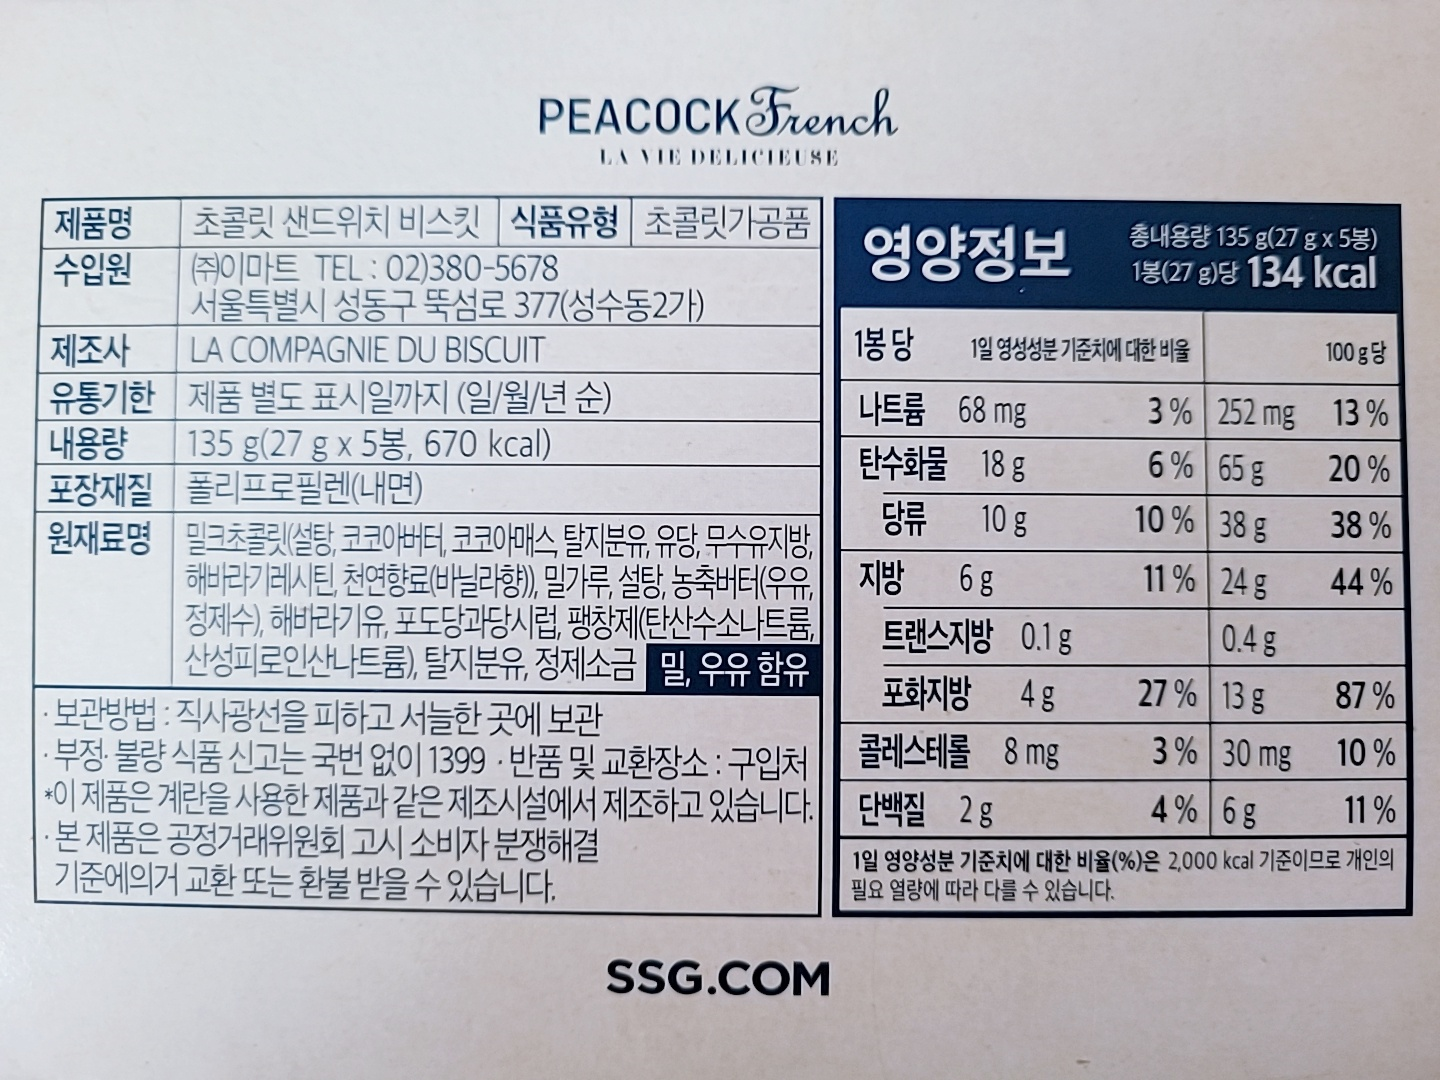 PEACOCK French
LA VIE DELICIEUSE
제품명 초콜릿 샌드위치 비스킷 식품유형 초콜릿가공품
수입원 (주)이마트 TEL : 02)380-5678
서울특별시 성동구 뚝섬로 377(성수동2가)
제조사 LA COMPAGNIE DU BISCUIT
유통기한 제품 별도 표시일까지 (일/월/년 순)
내용량 135 g(27 g x 5봉, 670 kcal)
포장재질 폴리프로필렌(내면)
원재료명 밀크초콜릿(설탕, 코코아버터, 코코아매스, 탈지분유, 유당, 무수유지방,
해바라기레시틴, 천연향료(바닐라향)), 밀가루, 설탕, 농축버터(우유,
정제수), 해바라기유, 포도당과당시럽, 팽창제(탄산수소나트륨,
산성피로인산나트륨), 탈지분유, 정제소금 밀, 우유 함유
· 보관방법 : 직사광선을 피하고 서늘한 곳에 보관
· 부정·불량 식품 신고는 국번 없이 1399 · 반품 및 교환장소 : 구입처
*이 제품은 계란을 사용한 제품과 같은 제조시설에서 제조하고 있습니다.
· 본 제품은 공정거래위원회 고시 소비자 분쟁해결
기준에의거 교환 또는 환불 받을 수 있습니다.
영양정보 총내용량 135 g(27 g x 5봉)
1봉(27 g)당 134 kcal
1봉 당 1일 영성성분 기준치에 대한 비율 100 g당
나트륨 68 mg 3 % 252 mg 13 %
탄수화물 18 g 6 % 65 g 20 %
당류 10 g 10 % 38 g 38 %
지방 6 g 11 % 24 g 44 %
트랜스지방 0.1 g 0.4 g
포화지방 4 g 27 % 13 g 87 %
콜레스테롤 8 mg 3 % 30 mg 10 %
단백질 2 g 4 % 6 g 11 %
1일 영양성분 기준치에 대한 비율(%)은 2,000 kcal 기준이므로 개인의
필요 열량에 따라 다를 수 있습니다.
SSG.COM